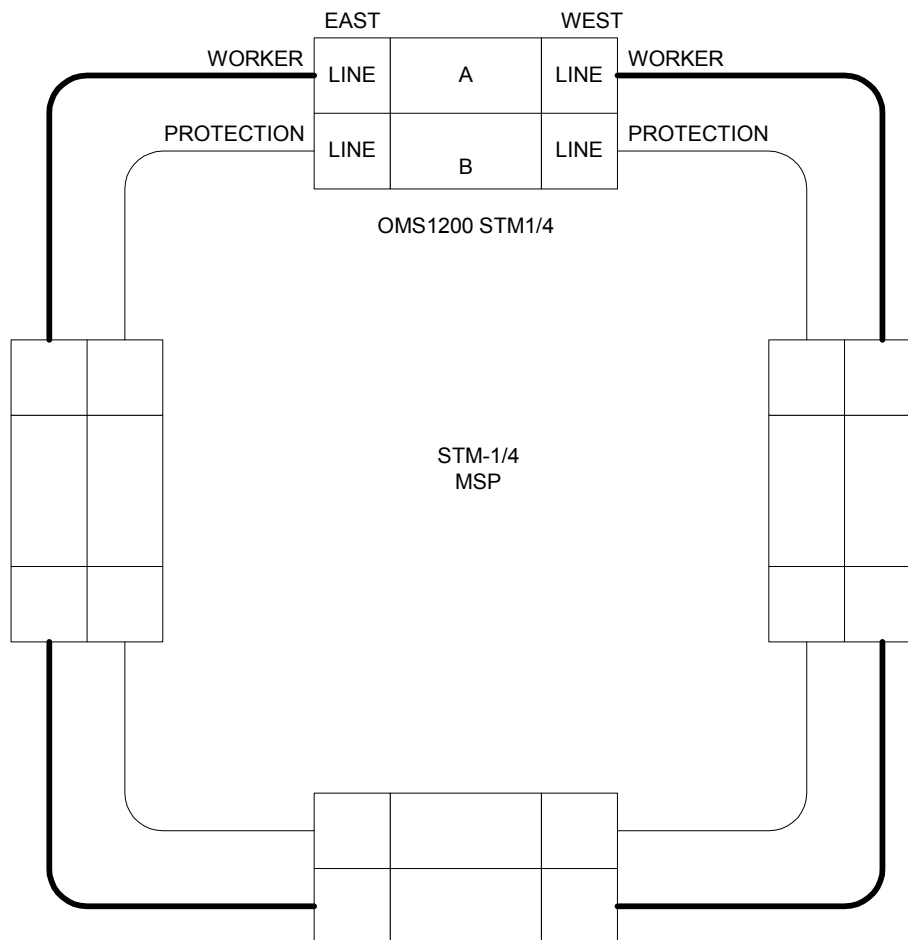 EAST WEST
WORKER LINE A LINE WORKER
PROTECTION LINE B LINE PROTECTION
OMS1200 STM1/4
STM-1/4
MSP